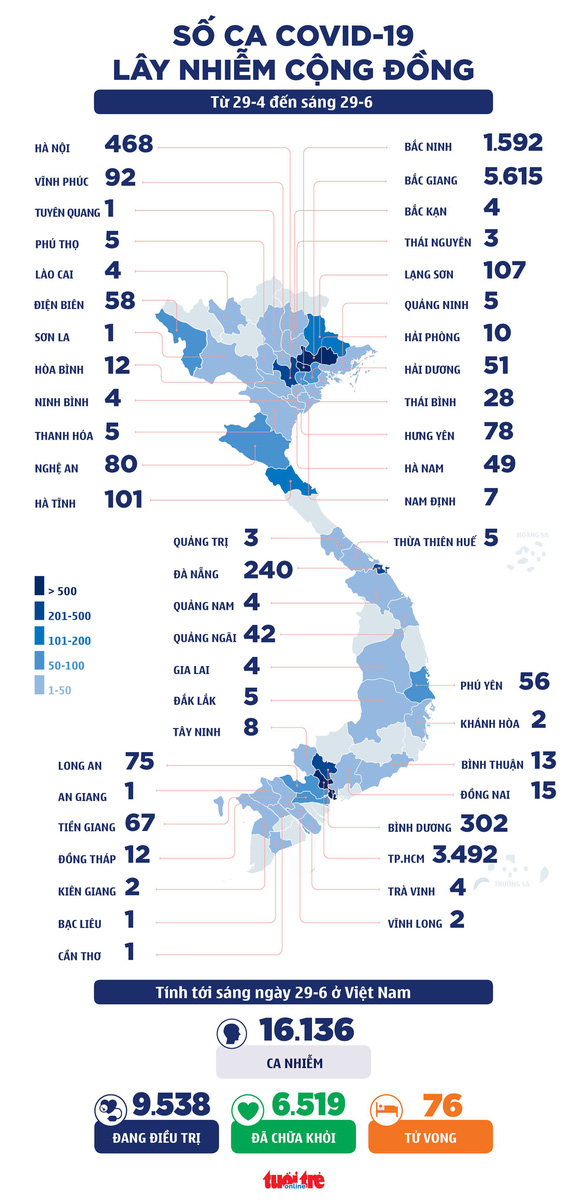 SỐ CA COVID-19
LÂY NHIỄM CỘNG ĐỒNG
Từ 29-4 đến sáng 29-6
HÀ NỘI 468
VĨNH PHÚC 92
TUYÊN QUANG 1
PHÚ THỌ 5
LÀO CAI 4
ĐIỆN BIÊN 58
SƠN LA 1
HÒA BÌNH 12
NINH BÌNH 4
THANH HÓA 5
NGHỆ AN 80
HÀ TĨNH 101
BẮC NINH 1.592
BẮC GIANG 5.615
BẮC KẠN 4
THÁI NGUYÊN 3
LẠNG SƠN 107
QUẢNG NINH 5
HẢI PHÒNG 10
HẢI DƯƠNG 51
THÁI BÌNH 28
HƯNG YÊN 78
HÀ NAM 49
NAM ĐỊNH 7
QUẢNG TRỊ 3
ĐÀ NẴNG 240
QUẢNG NAM 4
QUẢNG NGÃI 42
GIA LAI 4
ĐẮK LẮK 5
TÂY NINH 8
THỪA THIÊN HUẾ 5
HOÀNG SA
> 500
201-500
101-200
50-100
1-50
PHÚ YÊN 56
KHÁNH HÒA 2
BÌNH THUẬN 13
ĐỒNG NAI 15
BÌNH DƯƠNG 302
TP.HCM 3.492
TRÀ VINH 4
VĨNH LONG 2
TRƯỜNG SA
LONG AN 75
AN GIANG 1
TIỀN GIANG 67
ĐỒNG THÁP 12
KIÊN GIANG 2
BẠC LIÊU 1
CẦN THƠ 1
Tính tới sáng ngày 29-6 ở Việt Nam
16.136
CA NHIỄM
9.538
ĐANG ĐIỀU TRỊ
6.519
ĐÃ CHỮA KHỎI
76
TỬ VONG
tuổi trẻ
online